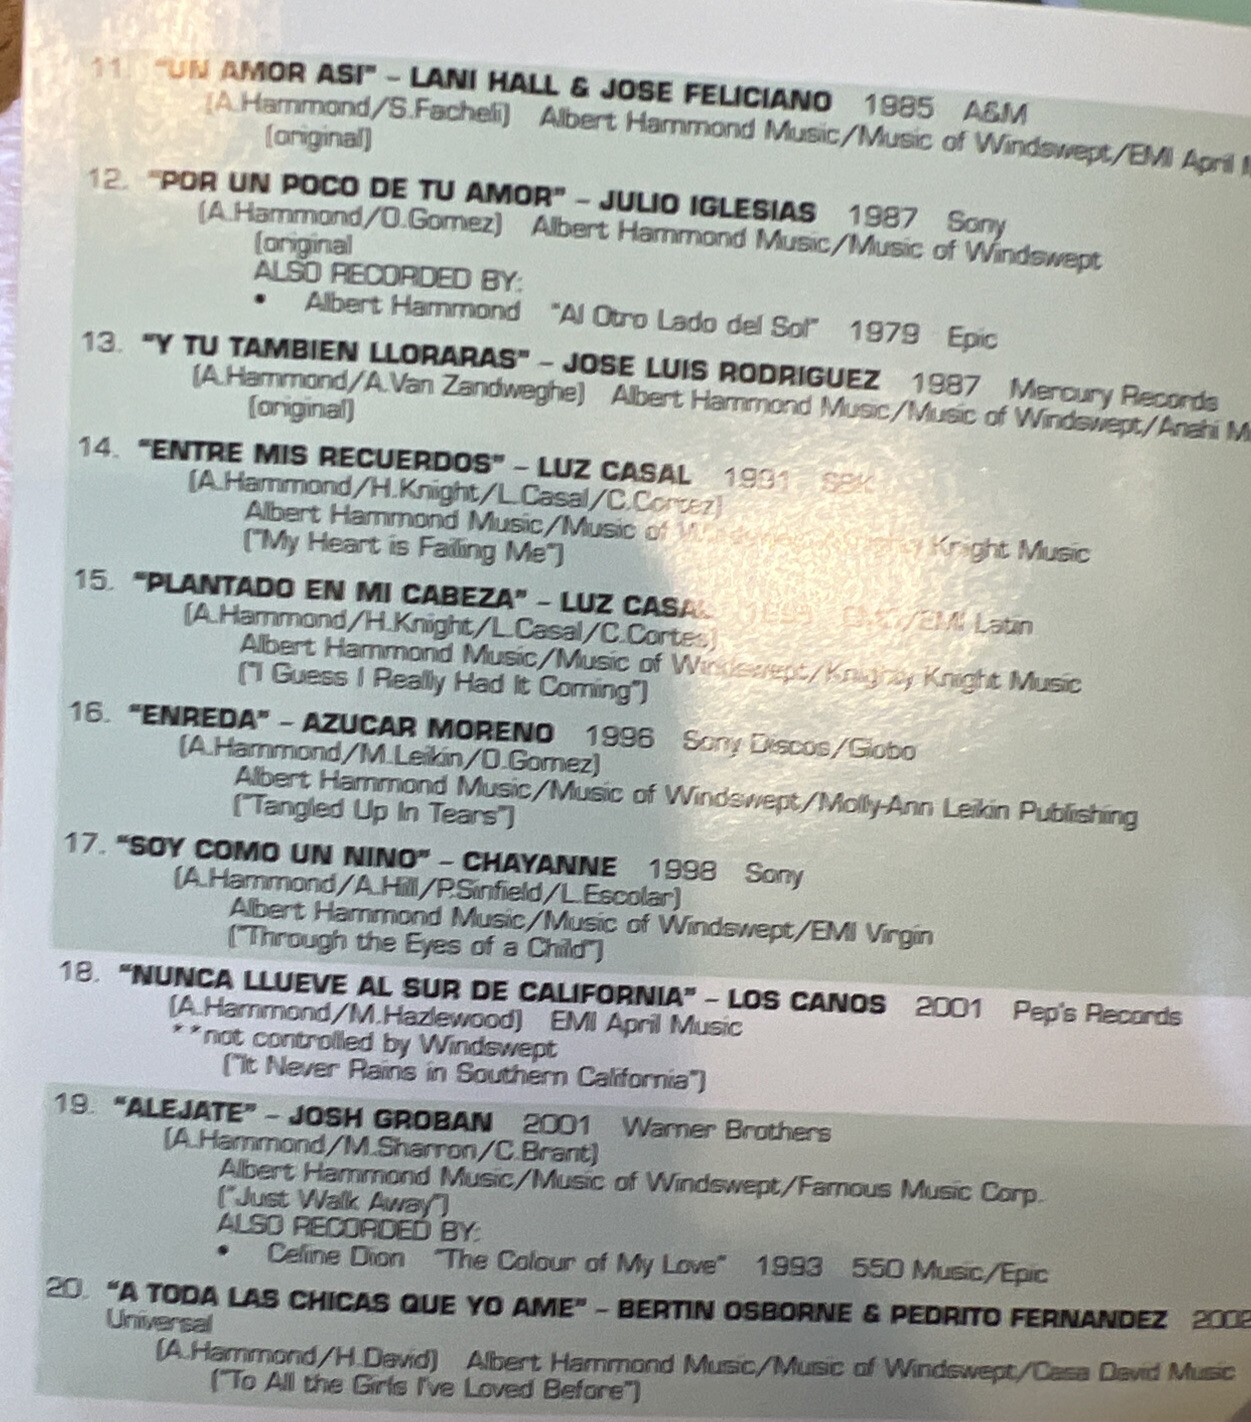 11. "UN AMOR ASI" – LANI HALL & JOSE FELICIANO 1985 A&M
(A.Hammond/S.Facheli) Albert Hammond Music/Music of Windswept/EMI April
(original)
12. "POR UN POCO DE TU AMOR" – JULIO IGLESIAS 1987 Sony
(A.Hammond/O.Gomez) Albert Hammond Music/Music of Windswept
(original
ALSO RECORDED BY:
• Albert Hammond "Al Otro Lado del Sol" 1979 Epic
13. "Y TU TAMBIEN LLORARAS" – JOSE LUIS RODRIGUEZ 1987 Mercury Records
(A.Hammond/A.Van Zandweghe) Albert Hammond Music/Music of Windswept/Anahi
(original)
14. "ENTRE MIS RECUERDOS" – LUZ CASAL 1991 SBK
(A.Hammond/H.Knight/L.Casal/C.Cortez)
Albert Hammond Music/Music of Knight Music
("My Heart is Failing Me")
15. "PLANTADO EN MI CABEZA" – LUZ CASAL Latin
(A.Hammond/H.Knight/L.Casal/C.Cortes)
Albert Hammond Music/Music of Windswept/Knighty Knight Music
("I Guess I Really Had It Coming")
16. "ENREDA" – AZUCAR MORENO 1996 Sony Discos/Globo
(A.Hammond/M.Leikin/O.Gomez)
Albert Hammond Music/Music of Windswept/Molly-Ann Leikin Publishing
("Tangled Up In Tears")
17. "SOY COMO UN NINO" – CHAYANNE 1998 Sony
(A.Hammond/A.Hill/P.Sinfield/L.Escolar)
Albert Hammond Music/Music of Windswept/EMI Virgin
("Through the Eyes of a Child")
18. "NUNCA LLUEVE AL SUR DE CALIFORNIA" – LOS CANOS 2001 Pep's Records
(A.Hammond/M.Hazlewood) EMI April Music
**not controlled by Windswept
("It Never Rains in Southern California")
19. "ALEJATE" – JOSH GROBAN 2001 Warner Brothers
(A.Hammond/M.Sharron/C.Brant)
Albert Hammond Music/Music of Windswept/Famous Music Corp.
("Just Walk Away")
ALSO RECORDED BY:
• Celine Dion "The Colour of My Love" 1993 550 Music/Epic
20. "A TODA LAS CHICAS QUE YO AME" – BERTIN OSBORNE & PEDRITO FERNANDEZ 2002
Universal
(A.Hammond/H.David) Albert Hammond Music/Music of Windswept/Casa David Music
("To All the Girls I've Loved Before")